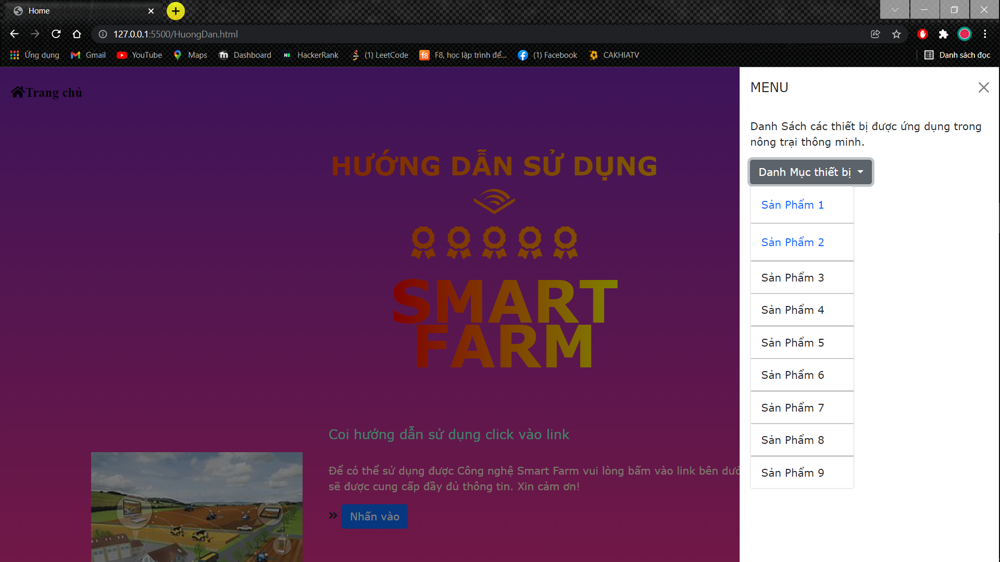 Home
127.0.0.1:5500/HuongDan.html
Ứng dụng
Gmail
YouTube
Maps
Dashboard
HackerRank
(1) LeetCode
F8, học lập trình để...
(1) Facebook
CAKHIATV
Danh sách đọc
Trang chủ
HƯỚNG DẪN SỬ DỤNG
SMART
FARM
Coi hướng dẫn sử dụng click vào link
Để có thể sử dụng được Công nghệ Smart Farm vui lòng bấm vào link bên
sẽ được cung cấp đầy đủ thông tin. Xin cảm ơn!
Nhấn vào
MENU
Danh Sách các thiết bị được ứng dụng trong
nông trại thông minh.
Danh Mục thiết bị
Sản Phẩm 1
Sản Phẩm 2
Sản Phẩm 3
Sản Phẩm 4
Sản Phẩm 5
Sản Phẩm 6
Sản Phẩm 7
Sản Phẩm 8
Sản Phẩm 9